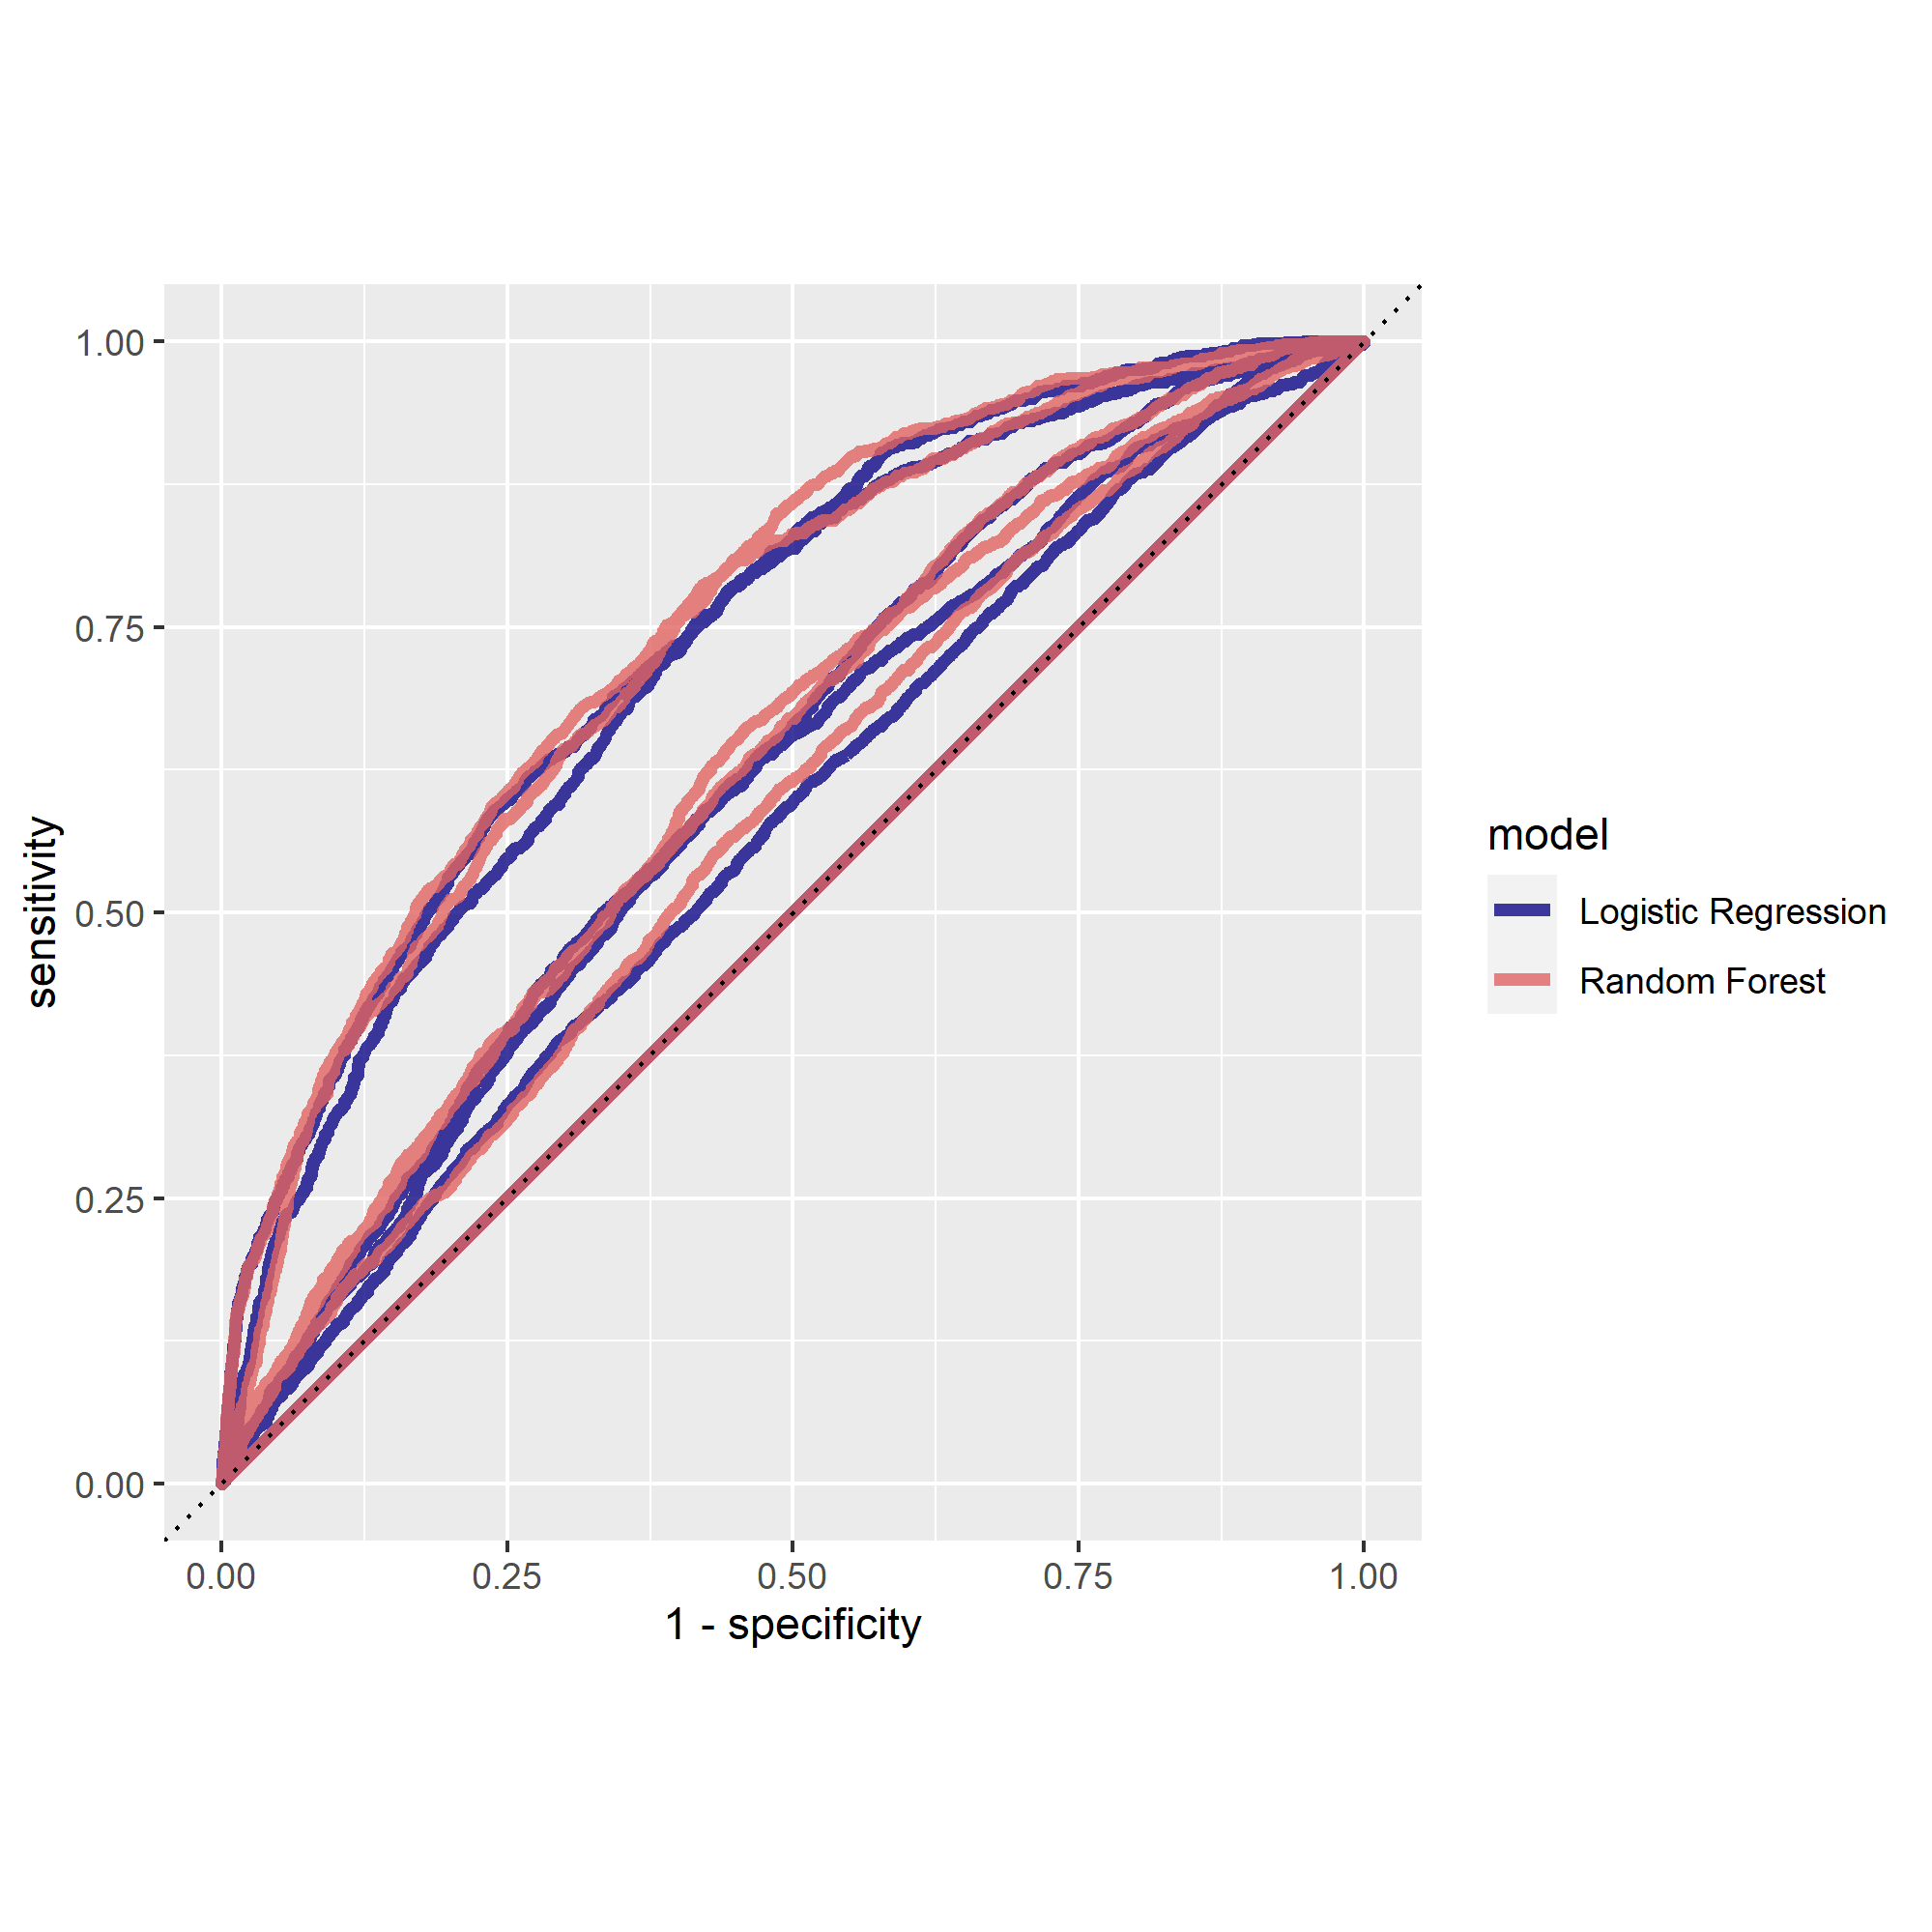 sensitivity
1.00
0.75
0.50
0.25
0.00
0.00 0.25 0.50 0.75 1.00
1 - specificity
model
Logistic Regression
Random Forest